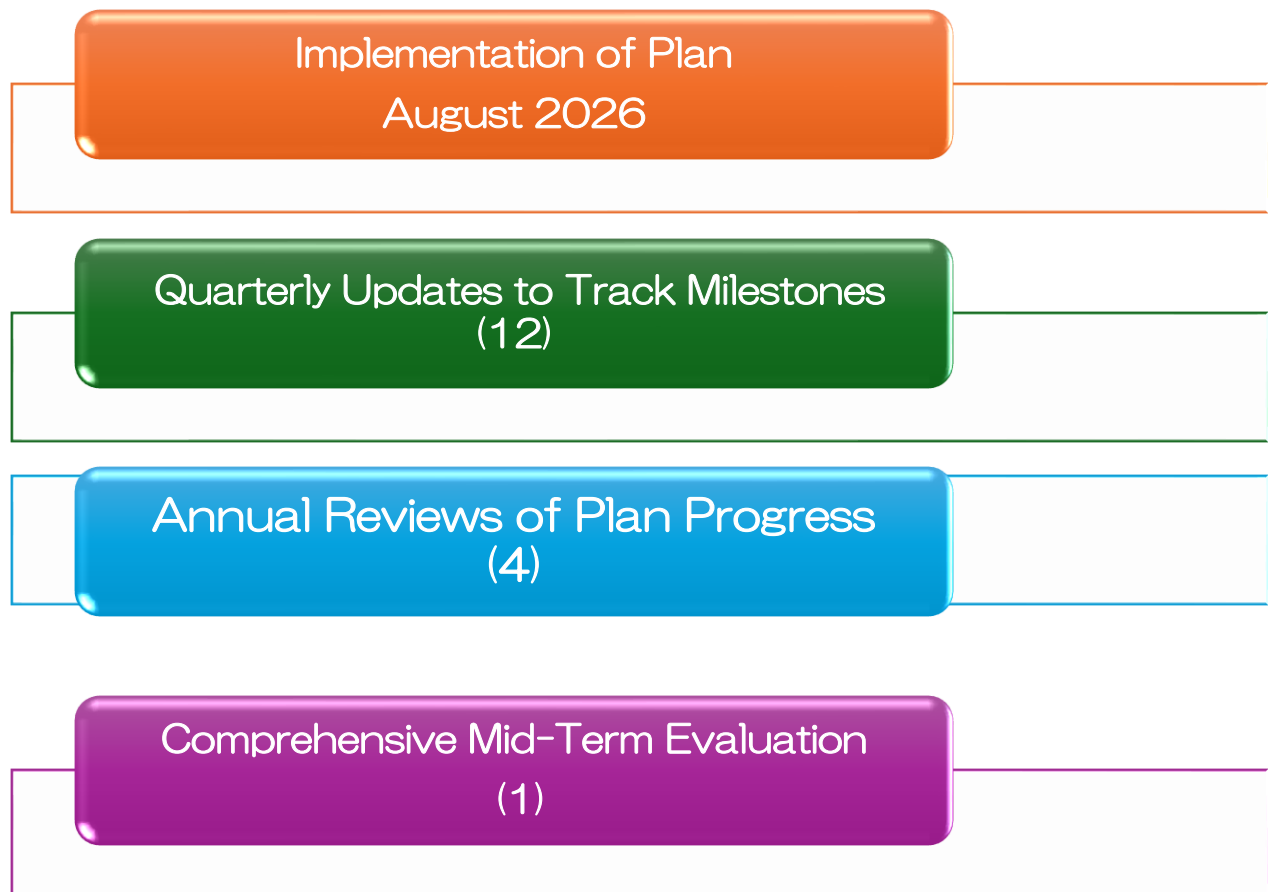 Implementation of Plan
August 2026
Quarterly Updates to Track Milestones
(12)
Annual Reviews of Plan Progress
(4)
Comprehensive Mid-Term Evaluation
(1)